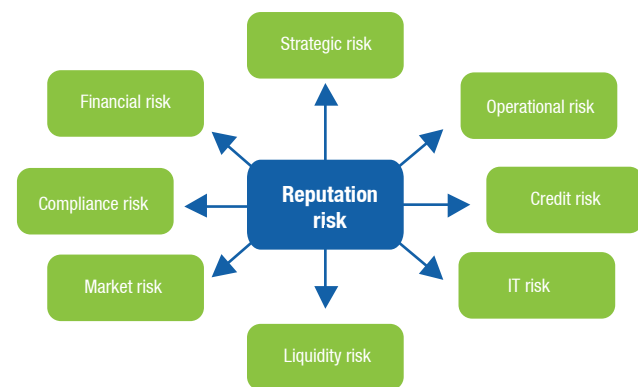 Strategic risk
Financial risk
Operational risk
Compliance risk
Reputation
risk
Credit risk
Market risk
IT risk
Liquidity risk